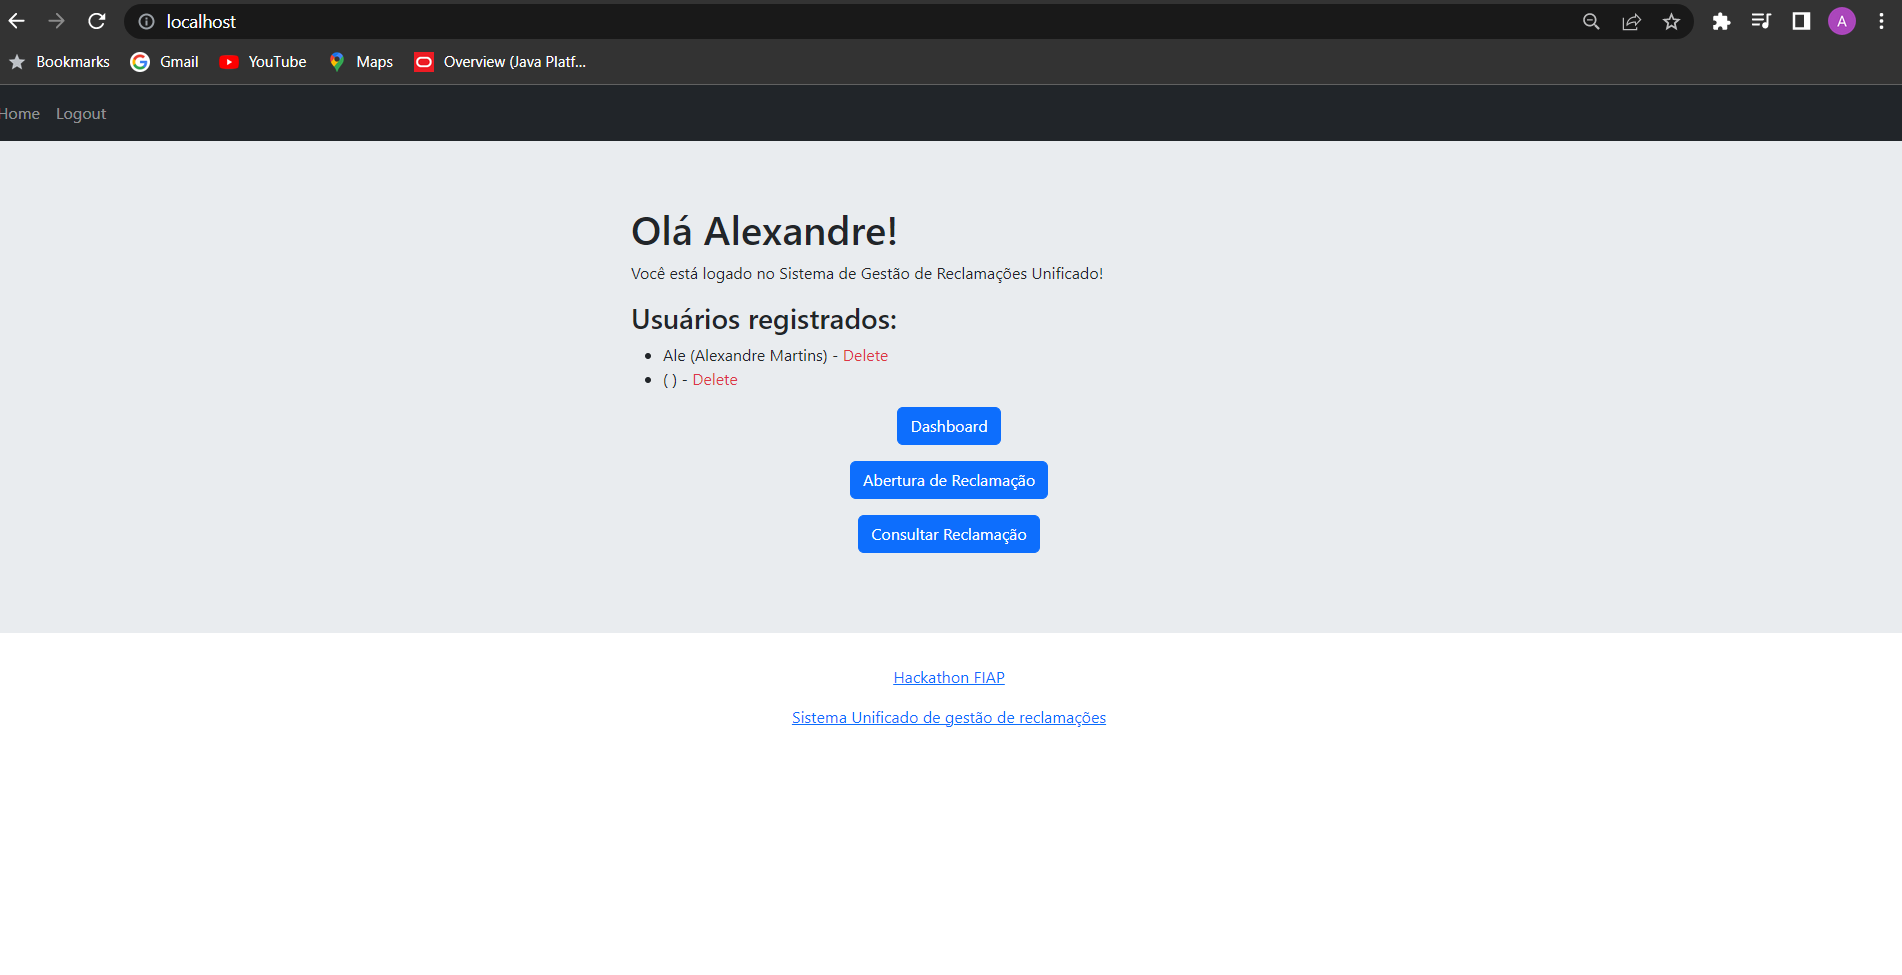 localhost
A
Bookmarks Gmail YouTube Maps Overview (Java Platf...
Home Logout
Olá Alexandre!
Você está logado no Sistema de Gestão de Reclamações Unificado!
Usuários registrados:
Ale (Alexandre Martins) - Delete
( ) - Delete
Dashboard
Abertura de Reclamação
Consultar Reclamação
Hackathon FIAP
Sistema Unificado de gestão de reclamações